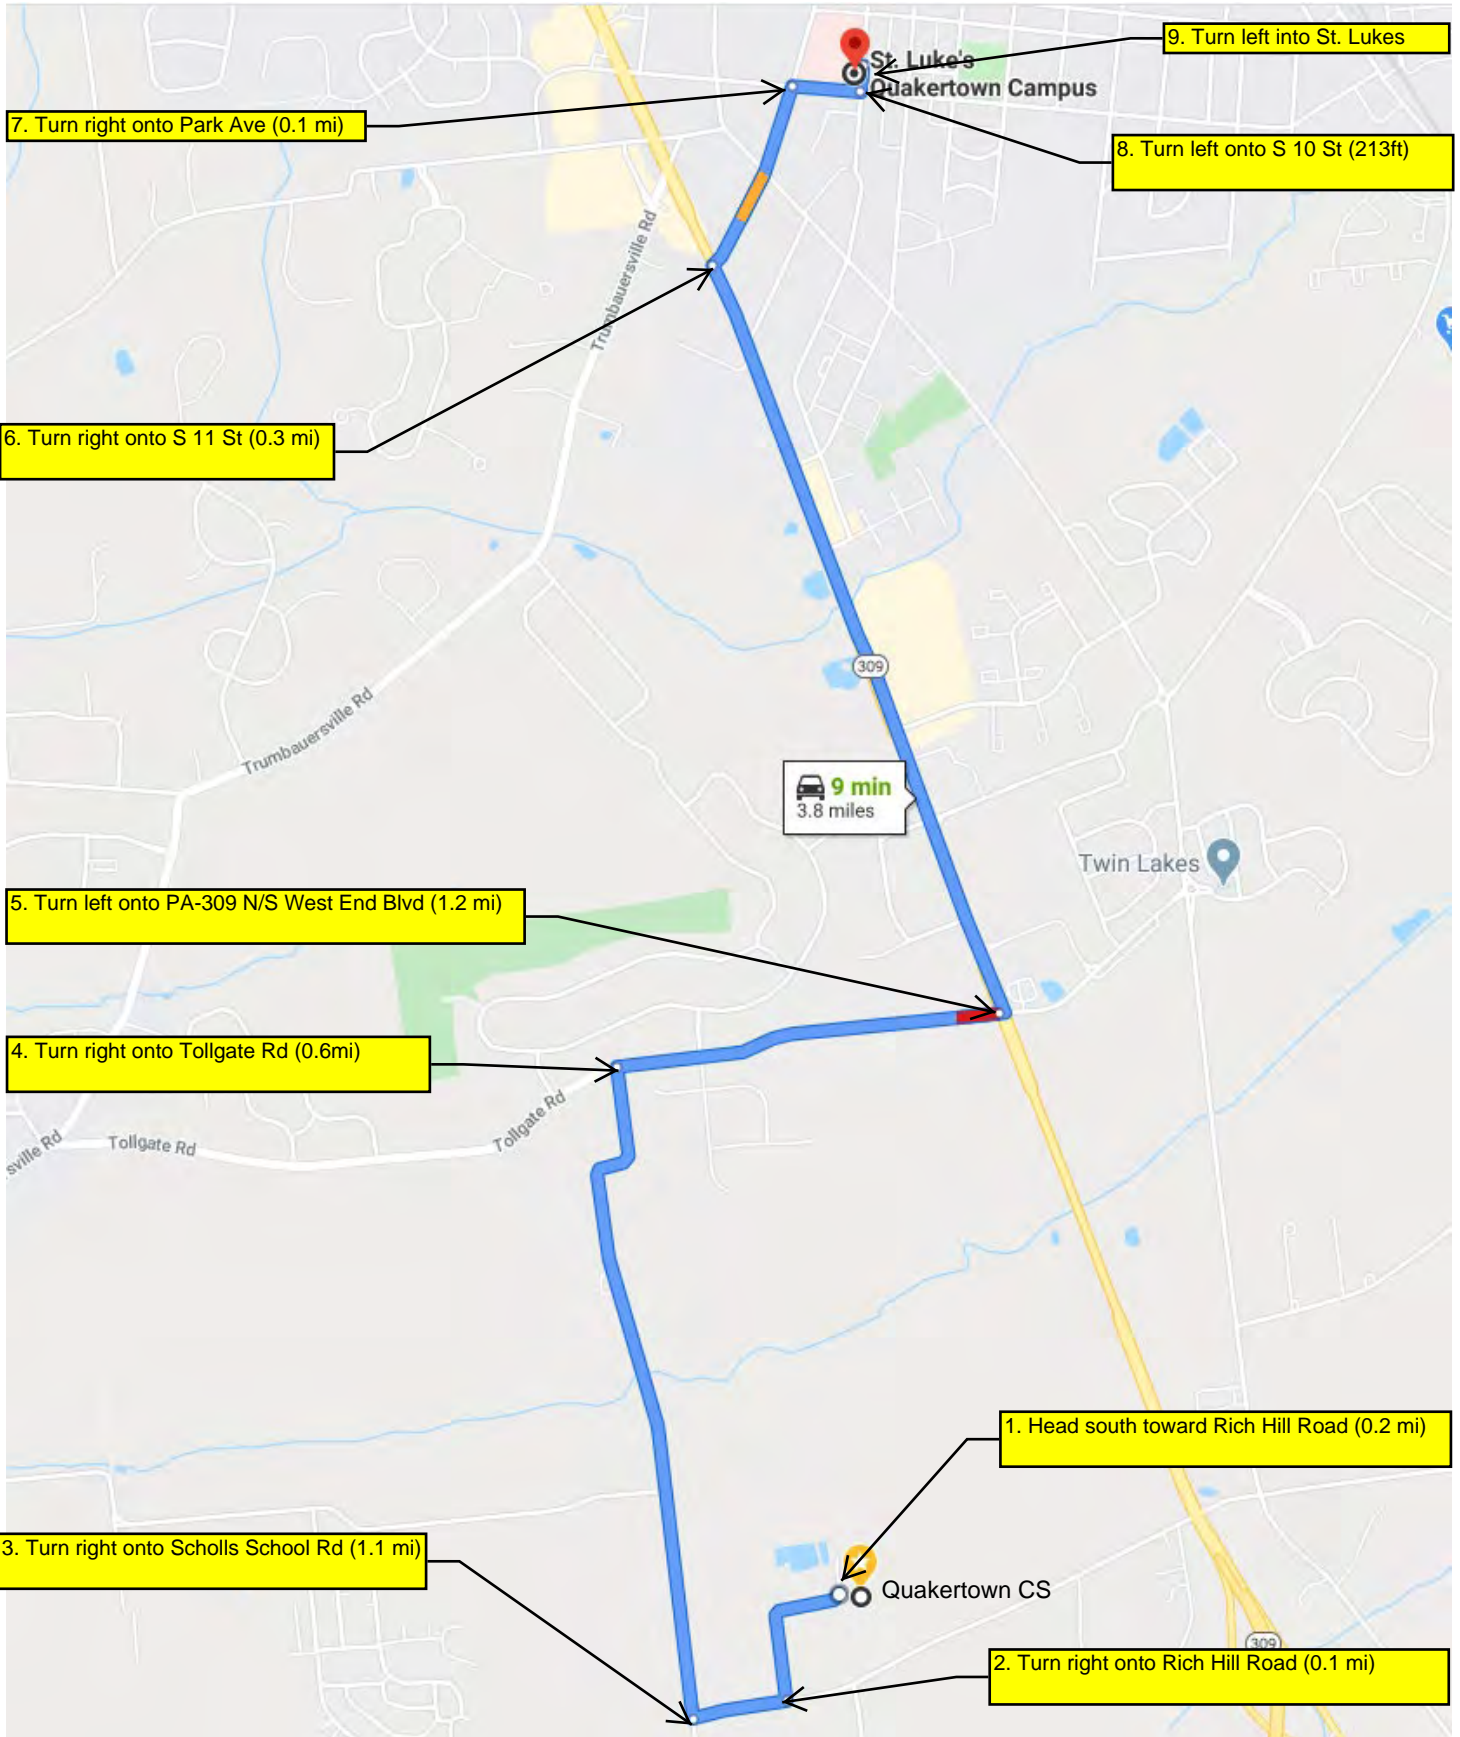 9. Turn left into St. Lukes
St. Luke's
Quakertown Campus
7. Turn right onto Park Ave (0.1 mi)
8. Turn left onto S 10 St (213ft)
Trumbauersville Rd
6. Turn right onto S 11 St (0.3 mi)
309
Trumbauersville Rd
9 min
3.8 miles
Twin Lakes
5. Turn left onto PA-309 N/S West End Blvd (1.2 mi)
4. Turn right onto Tollgate Rd (0.6mi)
Tollgate Rd
sville Rd
Tollgate Rd
1. Head south toward Rich Hill Road (0.2 mi)
3. Turn right onto Scholls School Rd (1.1 mi)
Quakertown CS
309
2. Turn right onto Rich Hill Road (0.1 mi)